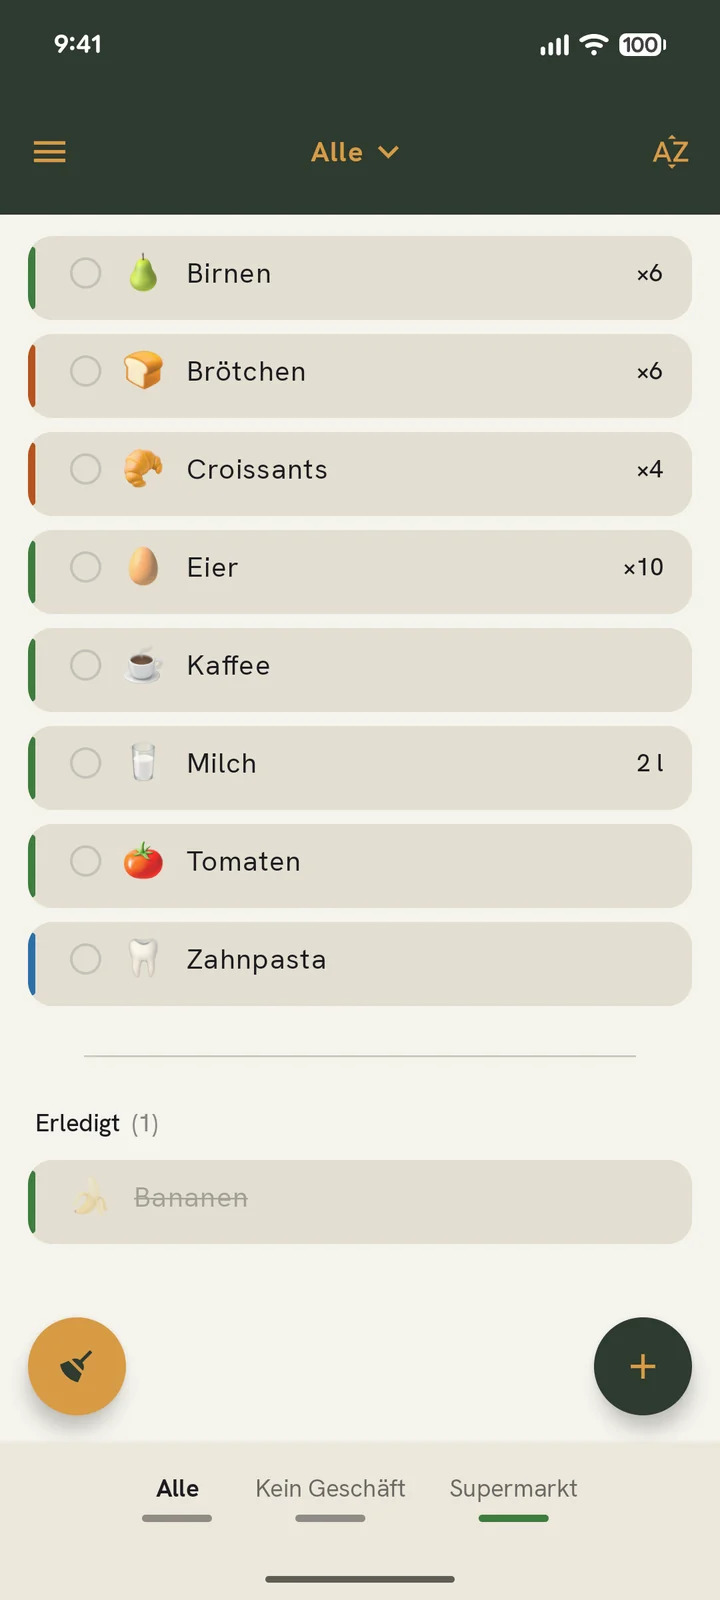 9:41
100
Alle
AZ
Birnen ×6
Brötchen ×6
Croissants ×4
Eier ×10
Kaffee
Milch 2 l
Tomaten
Zahnpasta
Erledigt (1)
Bananen
Alle Kein Geschäft Supermarkt